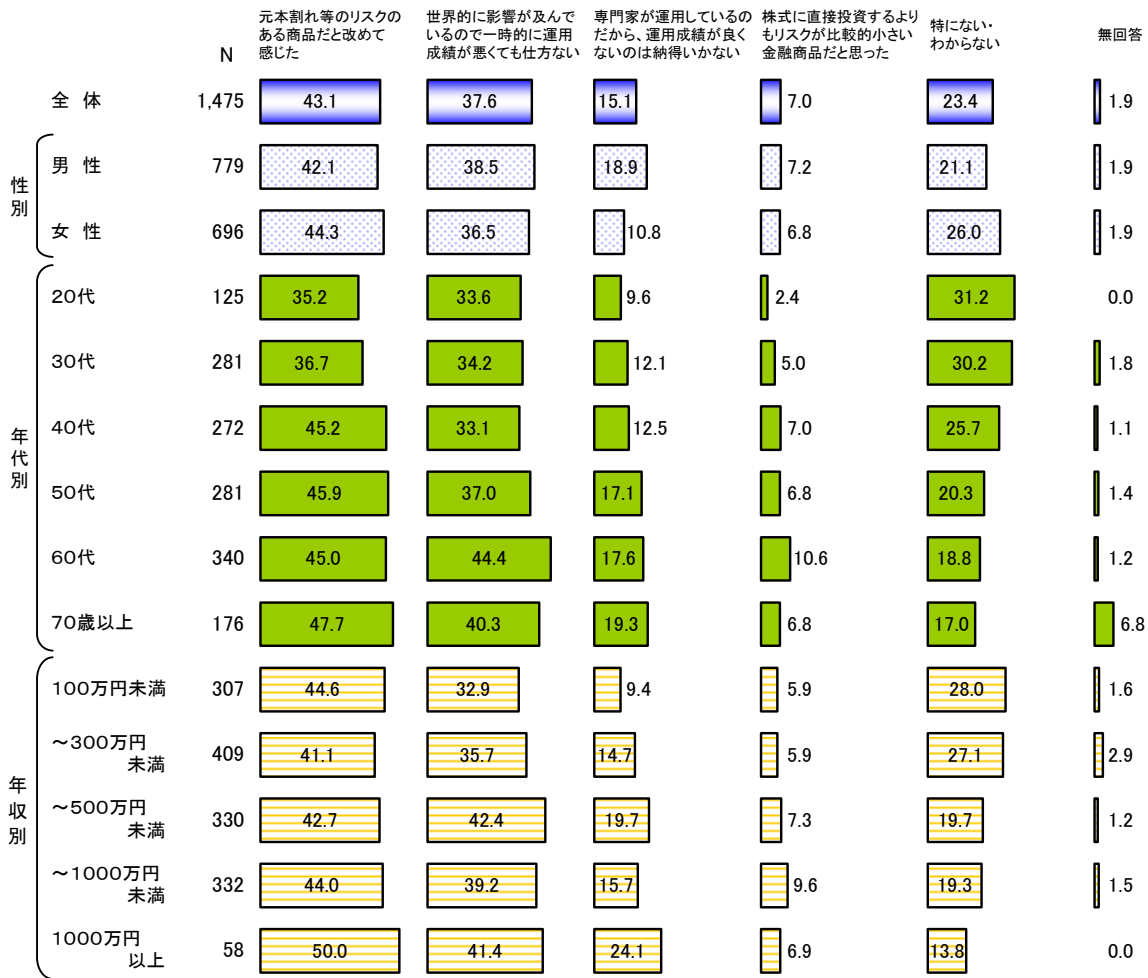 元本割れ等のリスクの
ある商品だと改めて
感じた
世界的に影響が及んで
いるので一時的に運用
成績が悪くても仕方ない
専門家が運用しているの
だから、運用成績が良く
ないのは納得いかない
株式に直接投資するより
もリスクが比較的小さい
金融商品だと思った
特にない・
わからない
無回答
N
全 体 1,475 43.1 37.6 15.1 7.0 23.4 1.9
性別
男 性 779 42.1 38.5 18.9 7.2 21.1 1.9
女 性 696 44.3 36.5 10.8 6.8 26.0 1.9
年代別
20代 125 35.2 33.6 9.6 2.4 31.2 0.0
30代 281 36.7 34.2 12.1 5.0 30.2 1.8
40代 272 45.2 33.1 12.5 7.0 25.7 1.1
50代 281 45.9 37.0 17.1 6.8 20.3 1.4
60代 340 45.0 44.4 17.6 10.6 18.8 1.2
70歳以上 176 47.7 40.3 19.3 6.8 17.0 6.8
年収別
100万円未満 307 44.6 32.9 9.4 5.9 28.0 1.6
～300万円
未満 409 41.1 35.7 14.7 5.9 27.1 2.9
～500万円
未満 330 42.7 42.4 19.7 7.3 19.7 1.2
～1000万円
未満 332 44.0 39.2 15.7 9.6 19.3 1.5
1000万円
以上 58 50.0 41.4 24.1 6.9 13.8 0.0